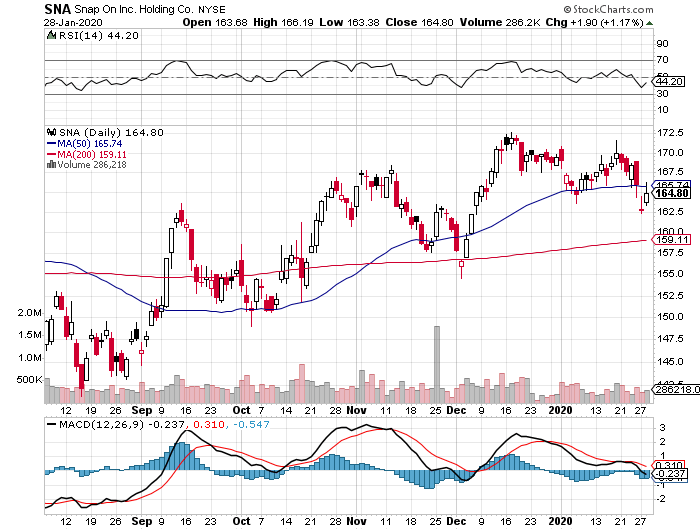 SNA Snap On Inc. Holding Co. NYSE
© StockCharts.com
28-Jan-2020 Open 163.68 High 166.19 Low 163.38 Close 164.80 Volume 286.2K Chg +1.90 (+1.17%)
RSI(14) 44.20
90
70
50
44.20
30
10
SNA (Daily) 164.80
MA(50) 165.74
MA(200) 159.11
Volume 286,218
172.5
170.0
167.5
165.74
164.80
162.5
160.0
159.11
157.5
155.0
152.5
150.0
147.5
145.0
2.0M
1.5M
1.0M
500K
286218.0
12 19 26 Sep 9 16 23 Oct 7 14 21 28 Nov 11 18 25 Dec 9 16 23 2020 13 21 27
MACD(12,26,9) -0.237, 0.310, -0.547
3
2
1
0.310
-0.237
-1
-2
12 19 26 Sep 9 16 23 Oct 7 14 21 28 Nov 11 18 25 Dec 9 16 23 2020 13 21 27